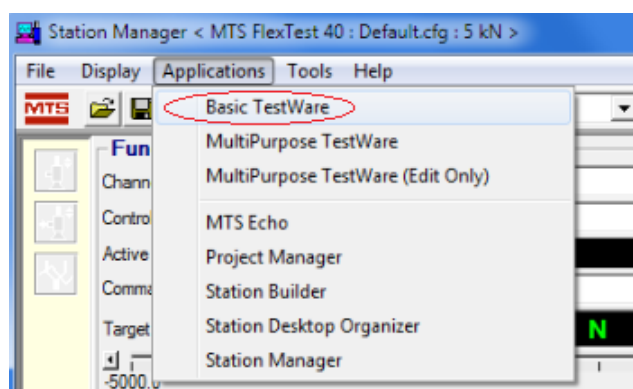 Station Manager < MTS FlexTest 40 : Default.cfg : 5 kN >
File Display Applications Tools Help
MTS
Basic TestWare
MultiPurpose TestWare
MultiPurpose TestWare (Edit Only)
MTS Echo
Project Manager
Station Builder
Station Desktop Organizer
Station Manager
Fun
Chann
Contro
Active
Comma
Target
N
-5000.0